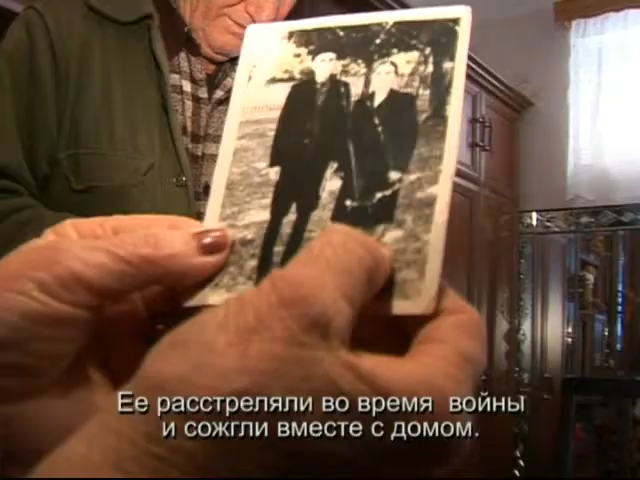 Ее расстреляли во время войны
и сожгли вместе с домом.